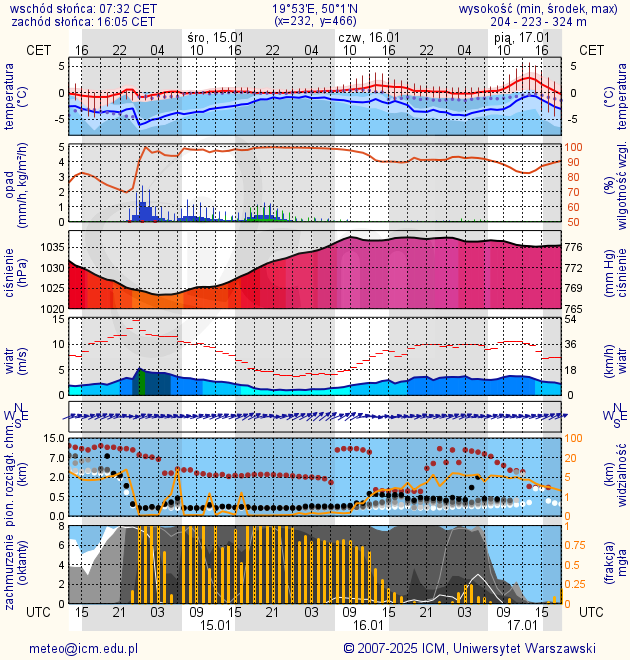 wschód słońca: 07:32 CET 19°53'E, 50°1'N wysokość (min, środek, max)
zachód słońca: 16:05 CET (x=232, y=466) 204 - 223 - 324 m
śro, 15.01 czw, 16.01 pią, 17.01
CET 16 22 04 10 16 22 04 10 16 22 04 10 16 CET
temperatura (°C) 5 0 -5 5 0 -5 temperatura (°C)
opad (mm/h, kg/m²/h) 5 4 3 2 1 0 100 90 80 70 60 50 (%) wilgotność wzgl.
ciśnienie (hPa) 1035 1030 1025 1020 776 772 769 765 (mm Hg) ciśnienie
wiatr (m/s) 15 10 5 0 54 36 18 0 (km/h) wiatr
N W E S N W E S
pion. rozciągł. chm. (km) 15.0 7.0 2.0 0.5 0.0 100 20 5 1 0 (km) widzialność
zachmurzenie (oktanty) 8 6 4 2 0 1 0.75 0.5 0.25 0 (frakcja) mgła
UTC 15 21 03 09 15 21 03 09 15 21 03 09 15 UTC
15.01 16.01 17.01
meteo@icm.edu.pl © 2007-2025 ICM, Uniwersytet Warszawski